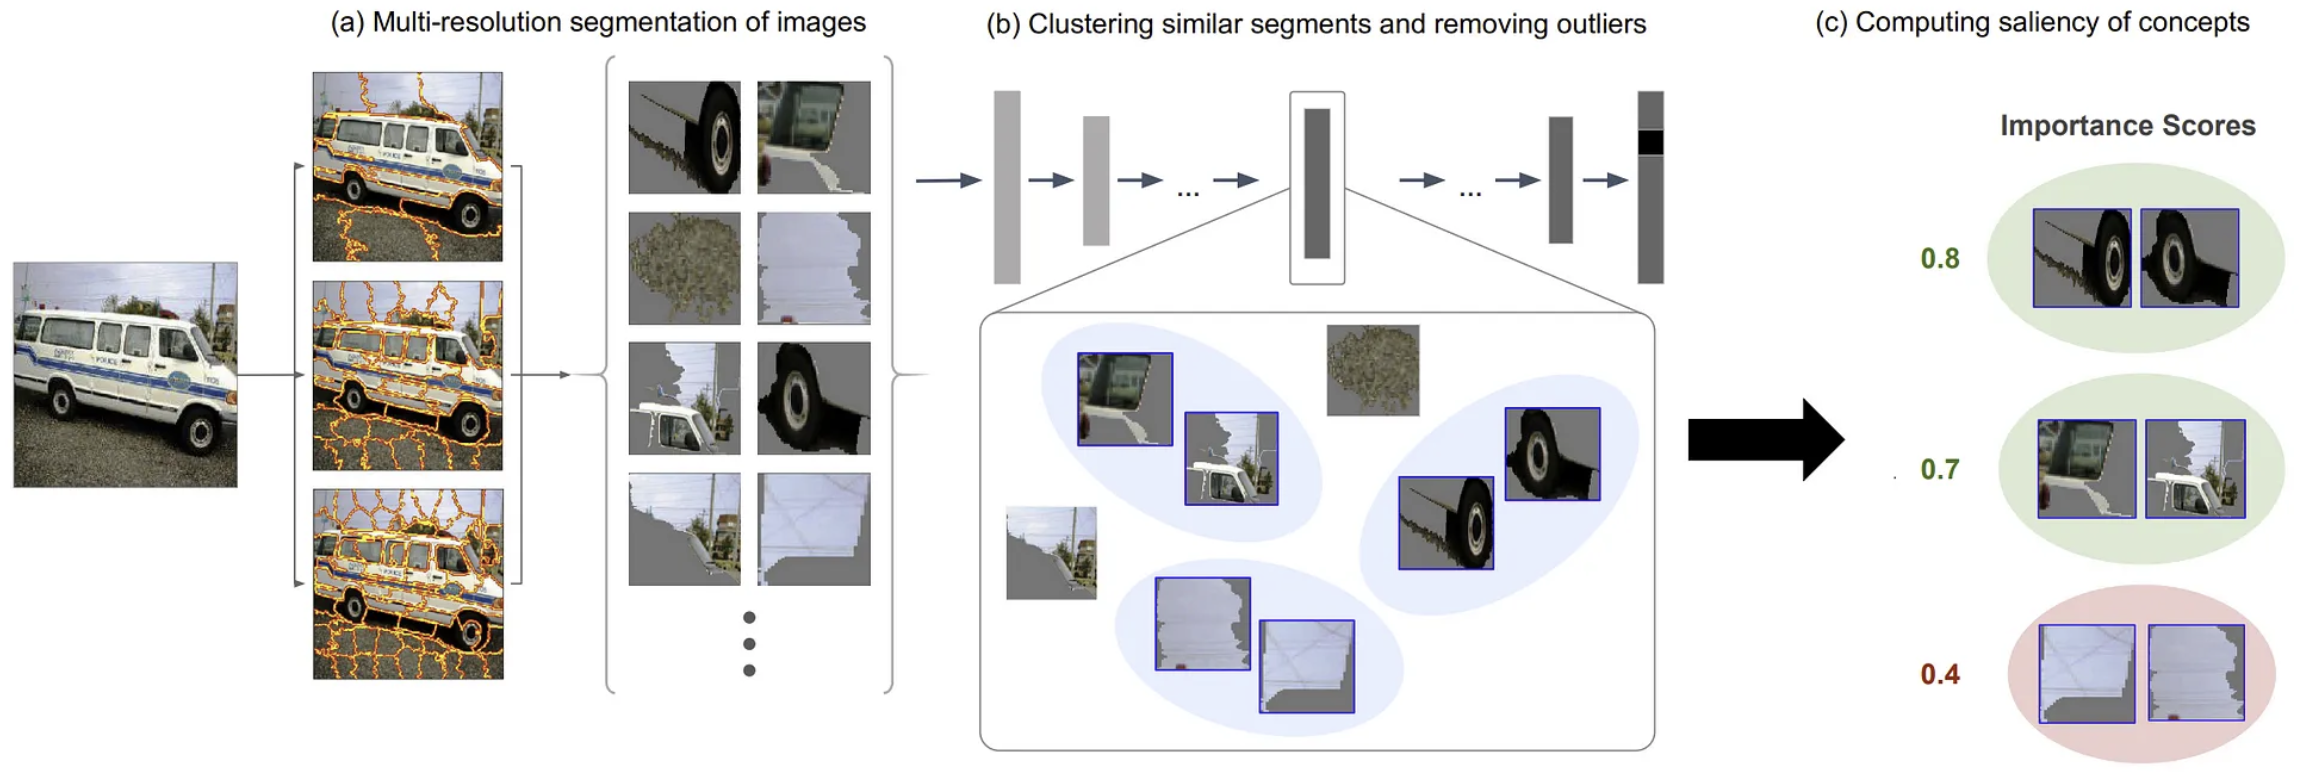 (a) Multi-resolution segmentation of images
(b) Clustering similar segments and removing outliers
(c) Computing saliency of concepts
Importance Scores
...
...
0.8
0.7
0.4
POLICE